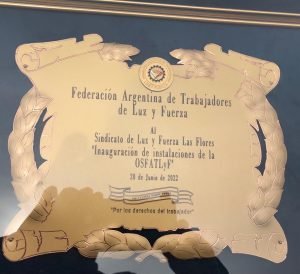 Federación Argentina de Trabajadores
de Luz y Fuerza
Al
Sindicato de Luz y Fuerza Las Flores
"Inauguración de instalaciones de la
OSFATLyF"
28 de Junio de 2022
"Por los derechos del trabajador"